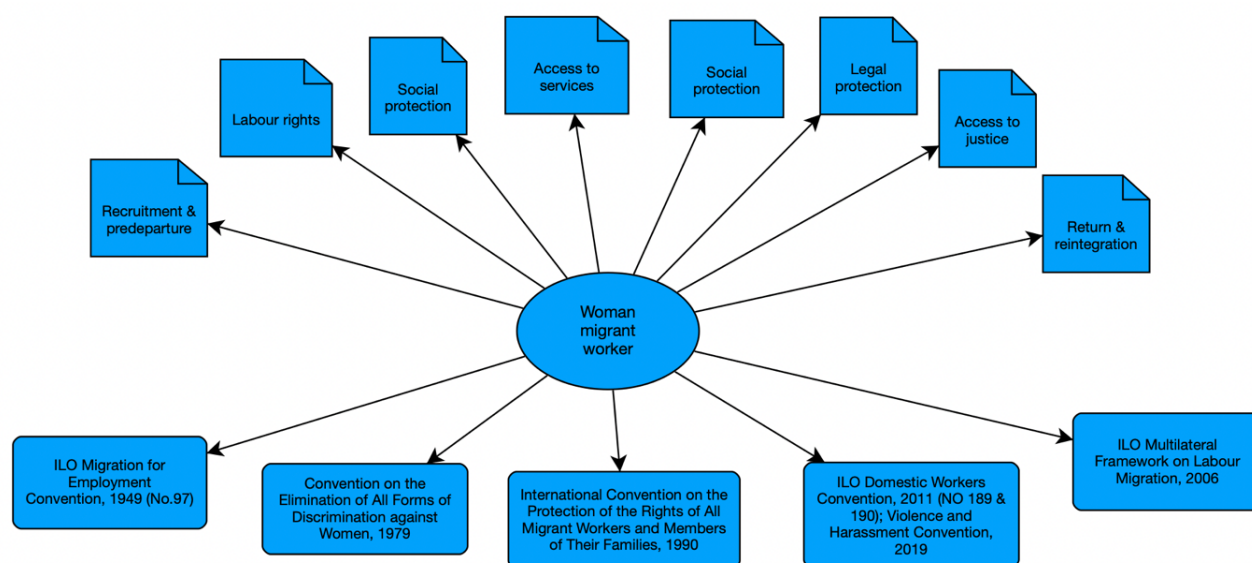 Recruitment &
predeparture
Labour rights
Social
protection
Access to
services
Social
protection
Legal
protection
Access to
justice
Return &
reintegration
Woman
migrant
worker
ILO Migration for
Employment
Convention, 1949 (No.97)
Convention on the
Elimination of All Forms of
Discrimination against
Women, 1979
International Convention on the
Protection of the Rights of All
Migrant Workers and Members
of Their Families, 1990
ILO Domestic Workers
Convention, 2011 (NO 189 &
190); Violence and
Harassment Convention,
2019
ILO Multilateral
Framework on Labour
Migration, 2006